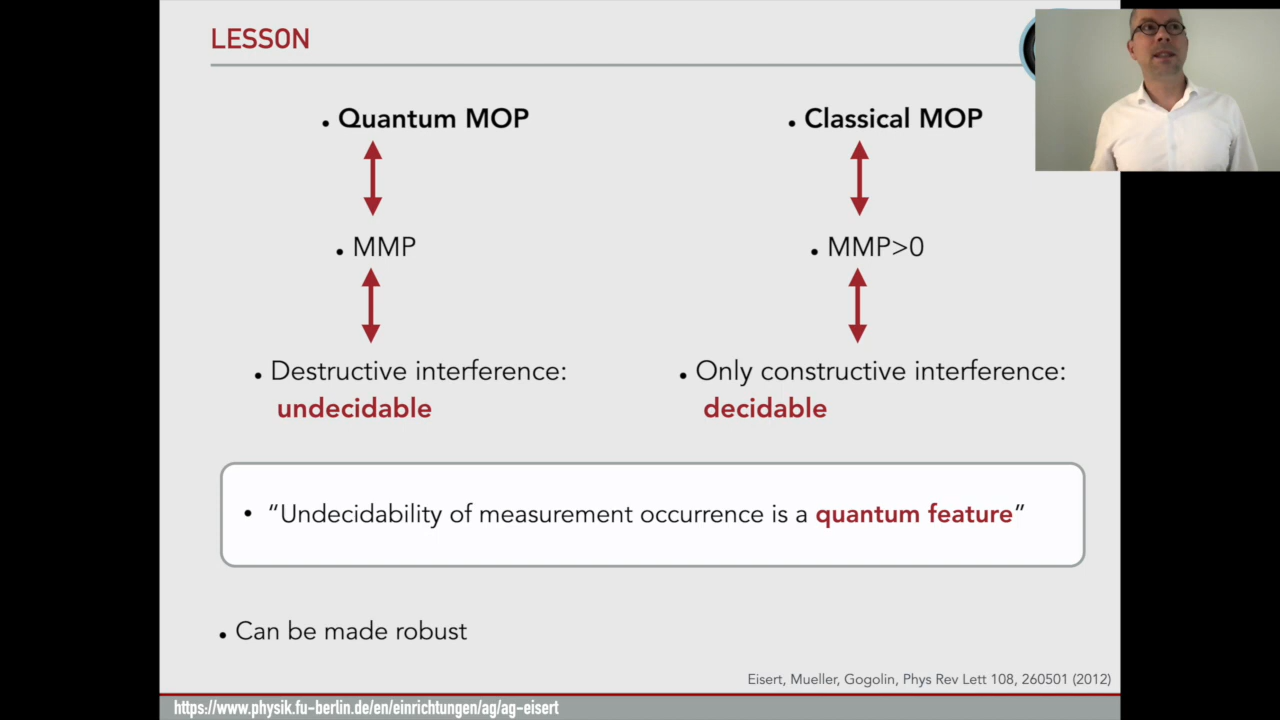 LESSON
• Quantum MOP
• Classical MOP
• MMP
• MMP>0
• Destructive interference:
undecidable
• Only constructive interference:
decidable
• “Undecidability of measurement occurrence is a quantum feature”
• Can be made robust
Eisert, Mueller, Gogolin, Phys Rev Lett 108, 260501 (2012)
https://www.physik.fu-berlin.de/en/einrichtungen/ag/ag-eisert